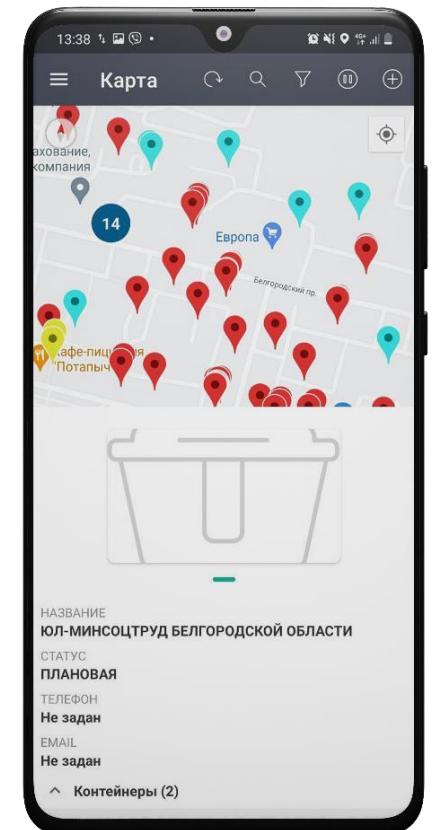 13:38
4G+
Карта
ахование,
компания
14
Европа
Белгородский пр.
Кафе-пиццерия
"Потапыч
НАЗВАНИЕ
ЮЛ-МИНСОЦТРУД БЕЛГОРОДСКОЙ ОБЛАСТИ
СТАТУС
ПЛАНОВАЯ
ТЕЛЕФОН
Не задан
EMAIL
Не задан
Контейнеры (2)